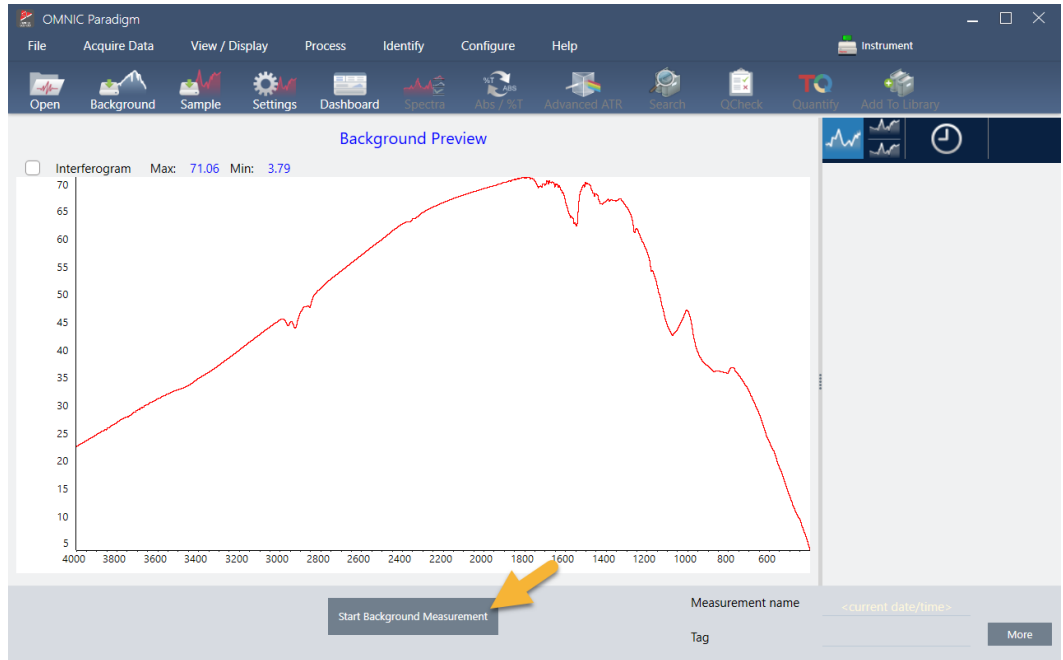 OMNIC Paradigm
File Acquire Data View / Display Process Identify Configure Help Instrument
%T ABS
TQ
Open Background Sample Settings Dashboard Spectra Abs / %T Advanced ATR Search QCheck Quantify Add To Library
Background Preview
Interferogram Max: 71.06 Min: 3.79
70
65
60
55
50
45
40
35
30
25
20
15
10
5
4000 3800 3600 3400 3200 3000 2800 2600 2400 2200 2000 1800 1600 1400 1200 1000 800 600
Measurement name <current date/time>
Start Background Measurement
Tag More